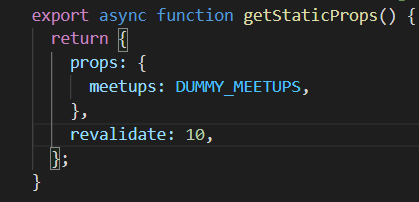 export async function getStaticProps() {
  return {
    props: {
      meetups: DUMMY_MEETUPS,
    },
    revalidate: 10,
  };
}